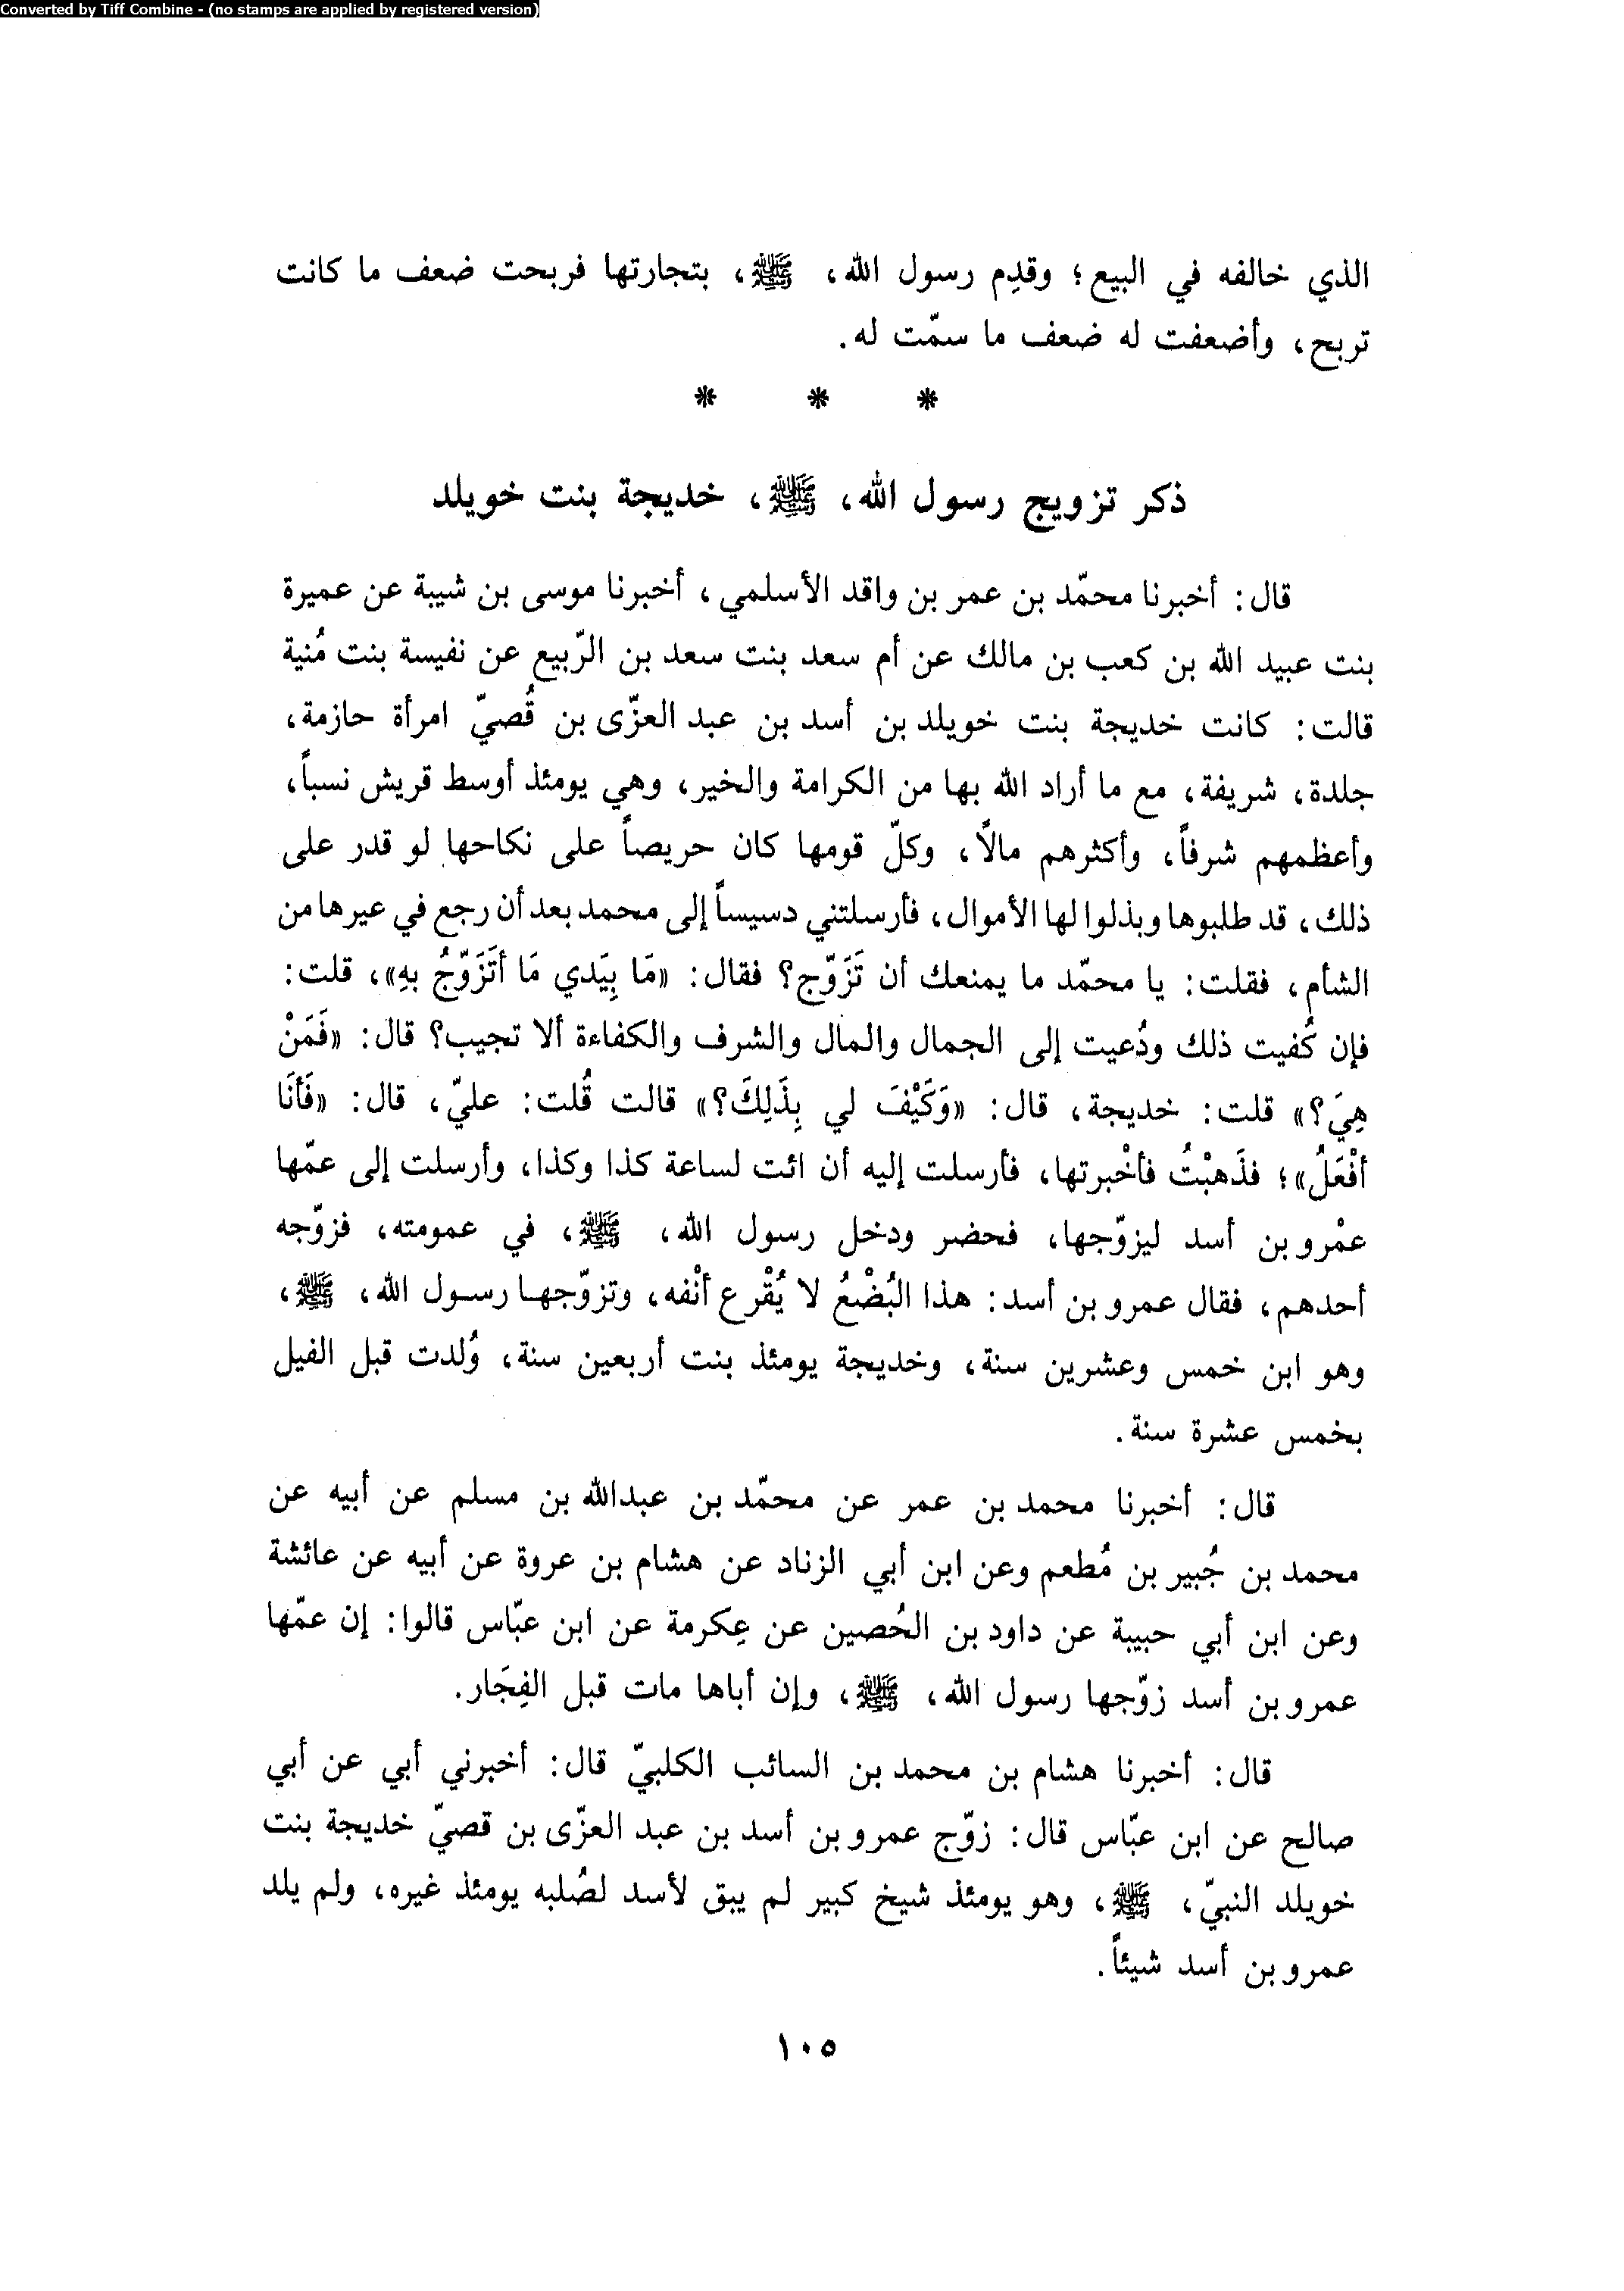 Converted by Tiff Combine - (no stamps are applied by registered version)
الذي خالفه في البيع؛ وقدِم رسول الله، ﷺ، بتجارتها فربحت ضعف ما كانت
تربح، وأضعفت له ضعف ما سمّت له.
* * *
ذكر تزويج رسول الله، ﷺ، خديجة بنت خويلد
قال: أخبرنا محمّد بن عمر بن واقد الأسلمي، أخبرنا موسى بن شيبة عن عميرة
بنت عبيد الله بن كعب بن مالك عن أم سعد بنت سعد بن الرّبيع عن نفيسة بنت مُنية
قالت: كانت خديجة بنت خويلد بن أسد بن عبد العزّى بن قُصيّ امرأة حازمة،
جلدة، شريفة، مع ما أراد الله بها من الكرامة والخير، وهي يومئذ أوسط قريش نسباً،
وأعظمهم شرفاً، وأكثرهم مالاً، وكلّ قومها كان حريصاً على نكاحها لو قدر على
ذلك، قد طلبوها وبذلوا لها الأموال، فأرسلتني دسيساً إلى محمد بعد أن رجع في عيرها من
الشأم، فقلت: يا محمّد ما يمنعك أن تَزَوّج؟ فقال: «مَا بِيَدي مَا أتَزَوّجُ بهِ»، قلت:
فإن كُفيت ذلك ودُعيت إلى الجمال والمال والشرف والكفاءة ألا تجيب؟ قال: «فَمَنْ
هِيَ؟» قلت: خديجة، قال: «وَكَيْفَ لي بِذَلِكَ؟» قالت قُلت: عليّ، قال: «فَأنَا
أفْعَلُ»؛ فذَهبْتُ فأخْبرتها، فأرسلت إليه أن ائت لساعة كذا وكذا، وأرسلت إلى عمّها
عمْرو بن أسد ليزوّجها، فحضر ودخل رسول الله، ﷺ، في عمومته، فزوّجه
أحدهم، فقال عمرو بن أسد: هذا البُضْعُ لا يُقْرع أنْفه، وتزوّجها رسول الله، ﷺ،
وهو ابن خمس وعشرين سنة، وخديجة يومئذ بنت أربعين سنة، وُلدت قبل الفيل
بخمس عشرة سنة.
قال: أخبرنا محمد بن عمر عن محمّد بن عبدالله بن مسلم عن أبيه عن
محمد بن جُبير بن مُطعم وعن ابن أبي الزناد عن هشام بن عروة عن أبيه عن عائشة
وعن ابن أبي حبيبة عن داود بن الحُصين عن عِكرمة عن ابن عبّاس قالوا: إن عمّها
عمرو بن أسد زوّجها رسول الله، ﷺ، وإن أباها مات قبل الفِجَار.
قال: أخبرنا هشام بن محمد بن السائب الكلبيّ قال: أخبرني أبي عن أبي
صالح عن ابن عبّاس قال: زوّج عمرو بن أسد بن عبد العزّى بن قصيّ خديجة بنت
خويلد النبيّ، ﷺ، وهو يومئذ شيخ كبير لم يبق لأسد لصُلبه يومئذ غيره، ولم يلد
عمرو بن أسد شيئاً.
١٠٥